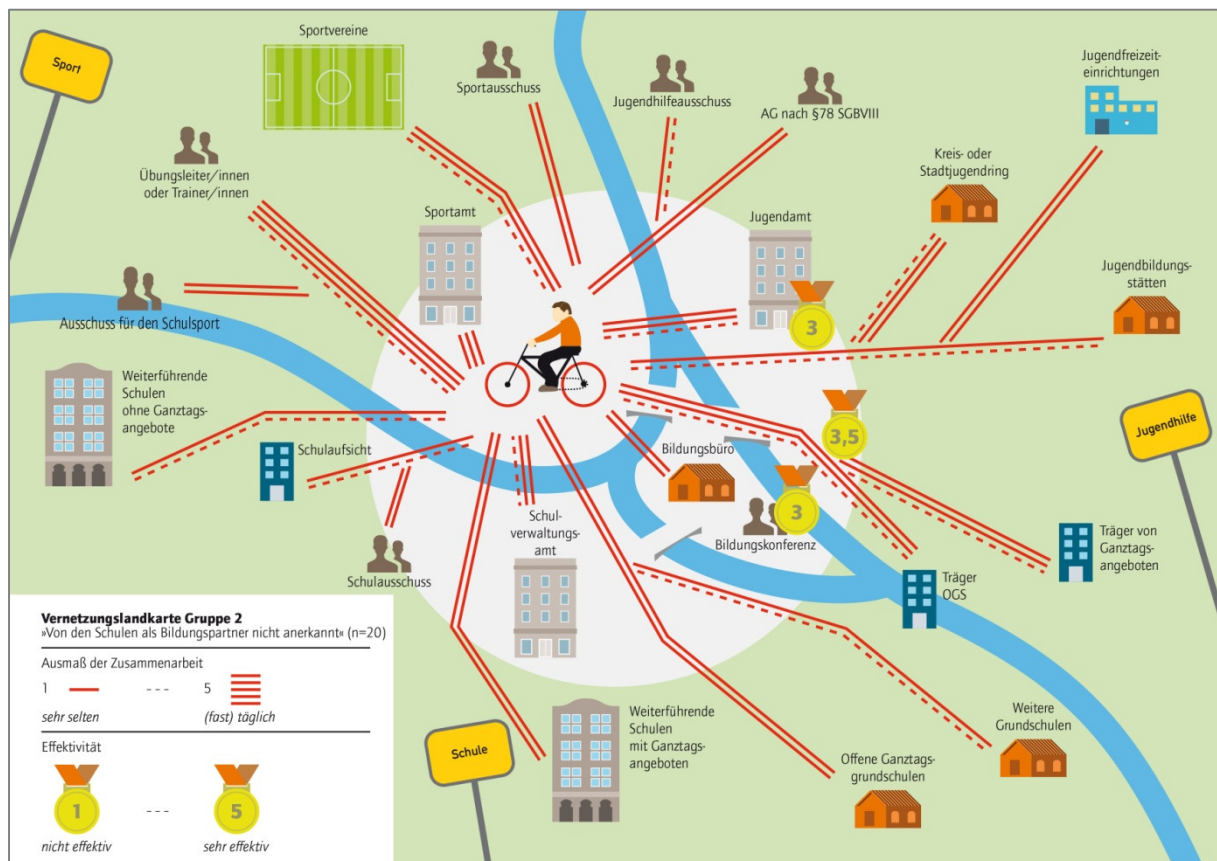 Sport
Sportvereine
Sportausschuss
Jugendhilfeausschuss
AG nach §78 SGBVIII
Jugendfreizeit-
einrichtungen
Übungsleiter/innen
oder Trainer/innen
Sportamt
Jugendamt
Kreis- oder
Stadtjugendring
Jugendbildungs-
stätten
Ausschuss für den Schulsport
3
Weiterführende
Schulen
ohne Ganztags-
angebote
Schulaufsicht
Bildungsbüro
3,5
Jugendhilfe
3
Bildungskonferenz
Schul-
verwaltungs-
amt
Schulausschuss
Träger
OGS
Träger von
Ganztags-
angeboten
Weiterführende
Schulen
mit Ganztags-
angeboten
Schule
Offene Ganztags-
grundschulen
Weitere
Grundschulen
Vernetzungslandkarte Gruppe 2
»Von den Schulen als Bildungspartner nicht anerkannt« (n=20)
Ausmaß der Zusammenarbeit
1 --- 5
sehr selten (fast) täglich
Effektivität
1 --- 5
nicht effektiv sehr effektiv